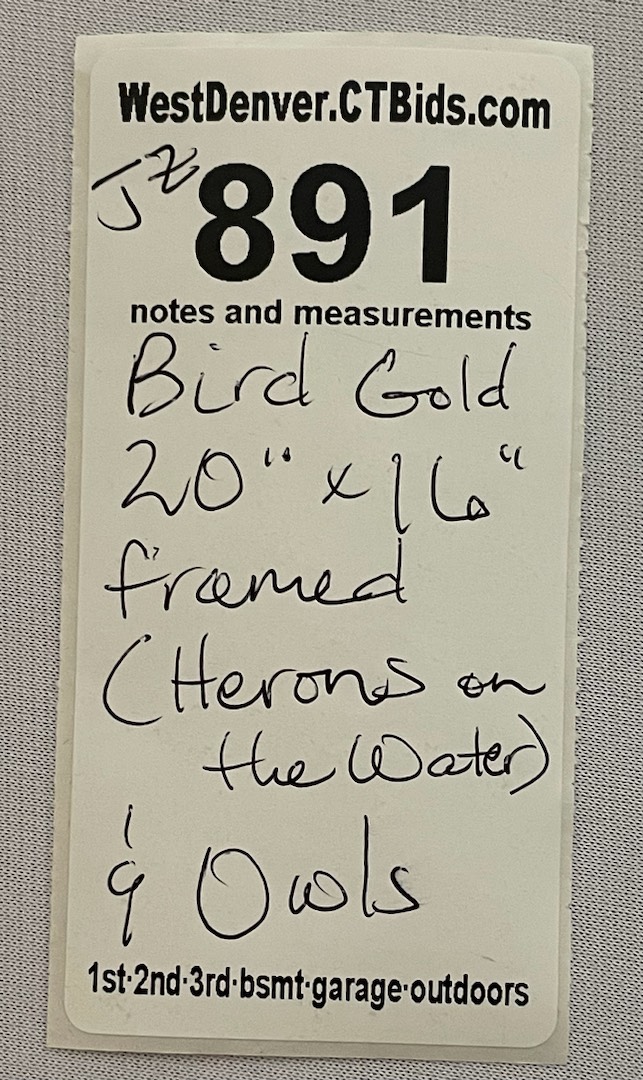 WestDenver.CTBids.com
JZ 891
notes and measurements
Bird Gold
20" x 16"
framed
(Herons on
the Water)
& Owls
1st·2nd·3rd·bsmt·garage·outdoors